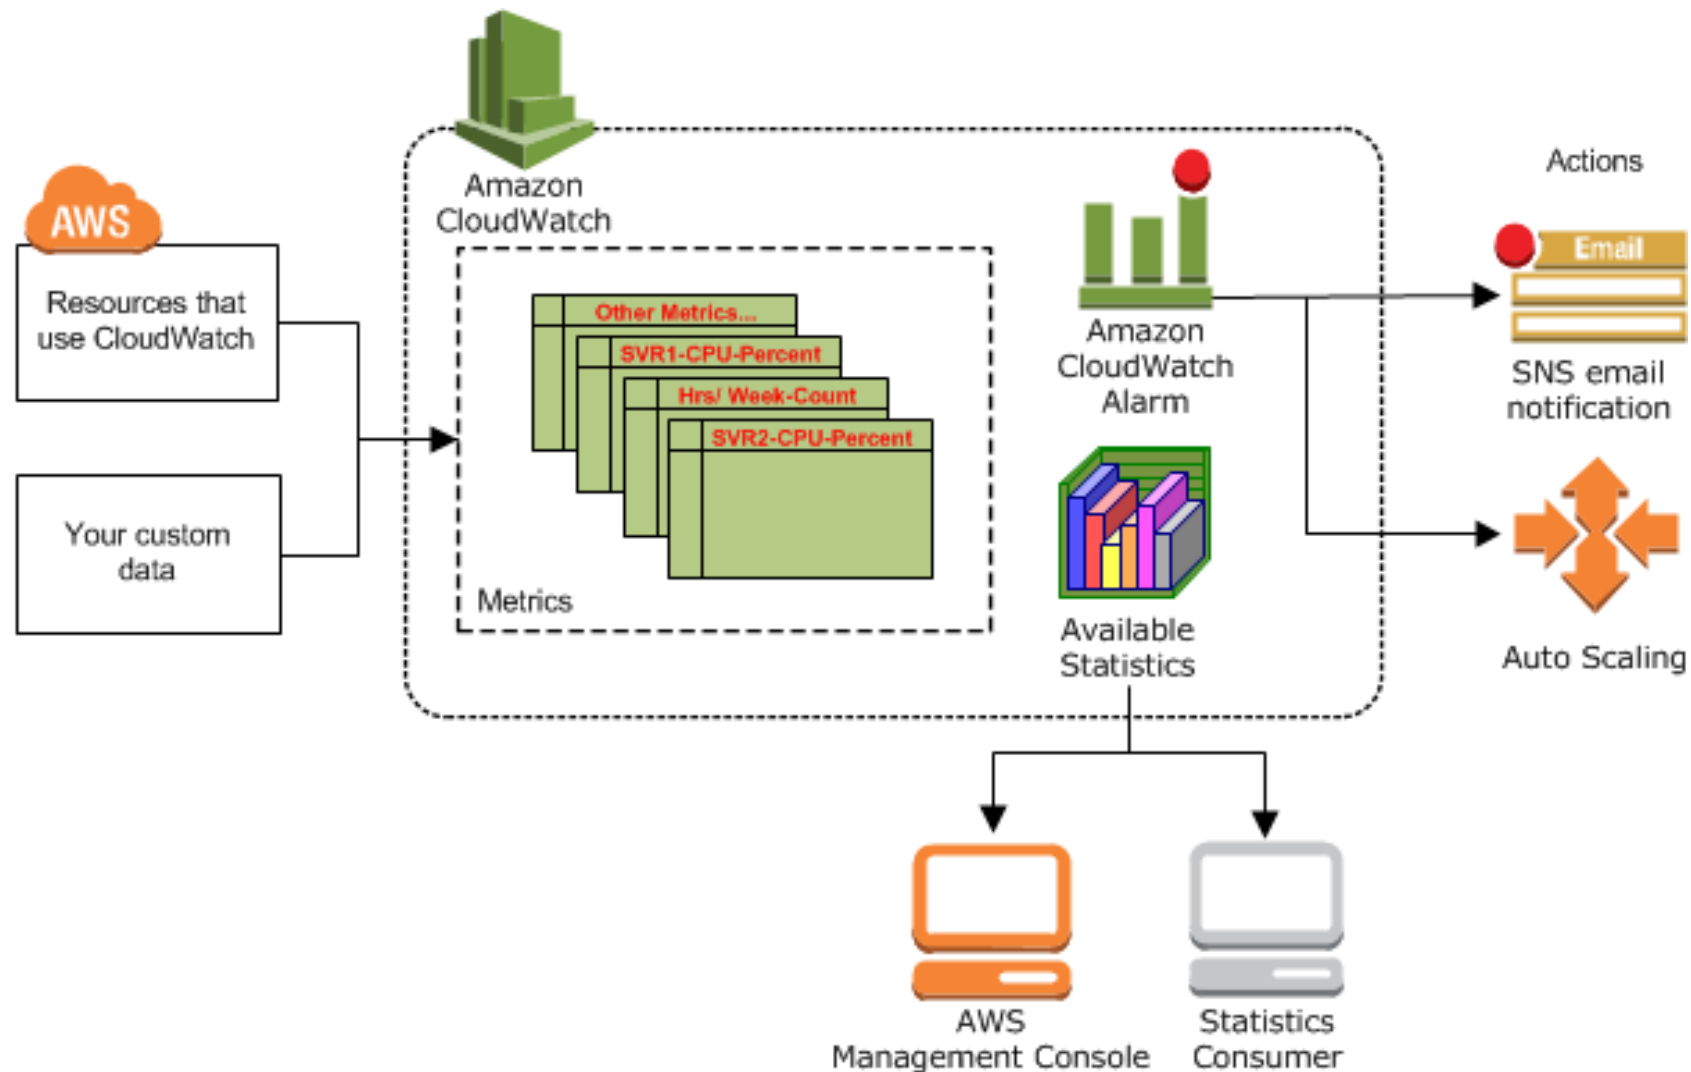 Amazon
CloudWatch
AWS
Resources that
use CloudWatch
Your custom
data
Other Metrics...
SVR1-CPU-Percent
Hrs/ Week-Count
SVR2-CPU-Percent
Metrics
Amazon
CloudWatch
Alarm
Available
Statistics
Actions
Email
SNS email
notification
Auto Scaling
AWS
Management Console
Statistics
Consumer